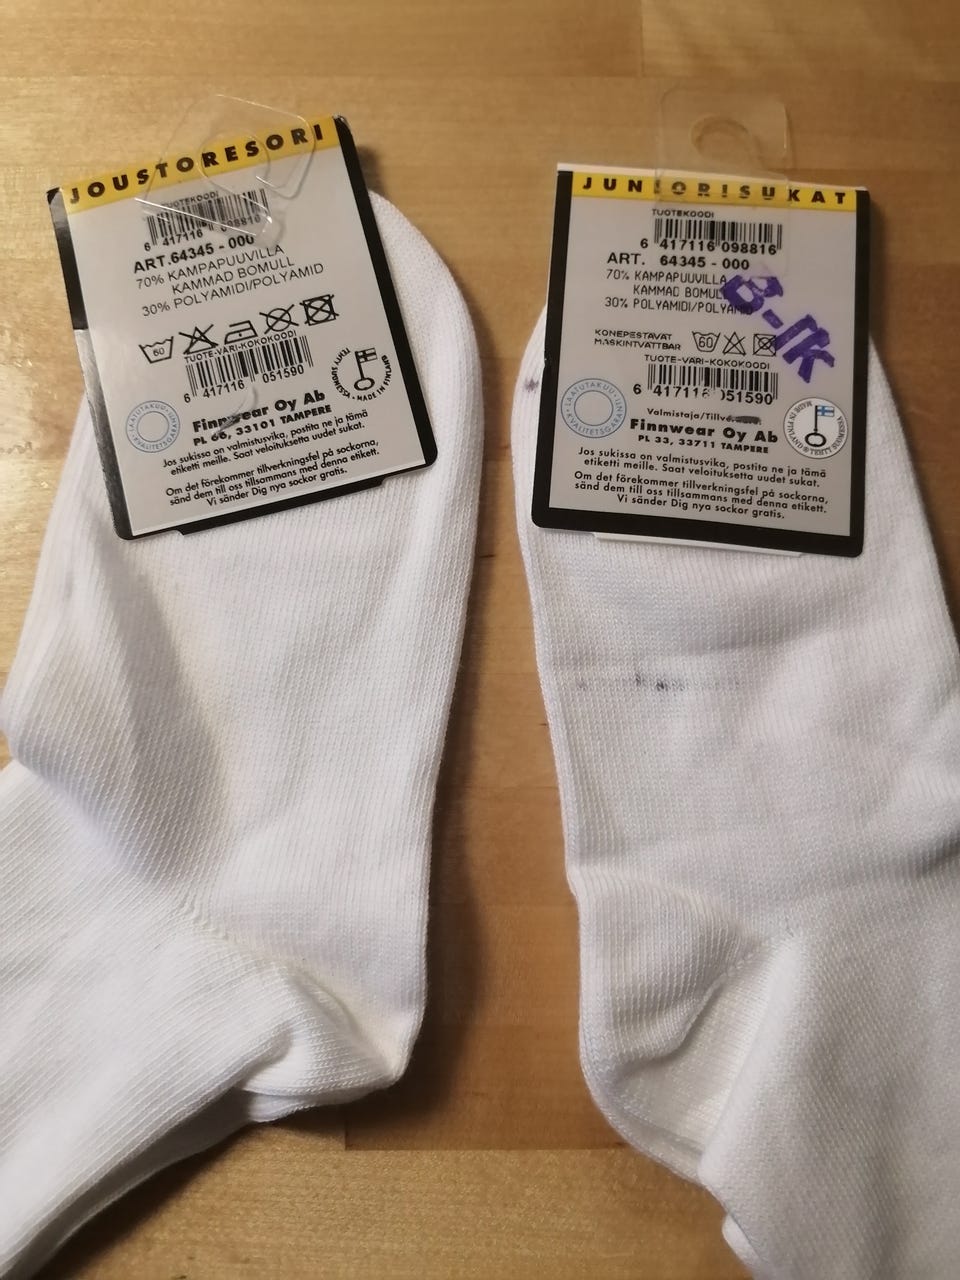 JOUSTORESORI
TUOTEKOODI
6 417116 098816
ART. 64345 - 000
70% KAMPAPUUVILLA
KAMMAD BOMULL
30% POLYAMIDI/POLYAMID
60
TUOTE-VÄRI-KOKOKOODI
6 417116 051590
MADE IN FINLAND
Finnwear Oy Ab
PL 66, 33101 TAMPERE
Jos sukissa on valmistusvika, postita ne ja tämä
etiketti meille. Saat veloituksetta uudet sukat.
Om det förekommer tillverkningsfel på sockorna,
sänd dem till oss tillsammans med denna etikett.
Vi sänder Dig nya sockor gratis.
JUNIORISUKAT
TUOTEKOODI
6 417116 098816
ART. 64345 - 000
70% KAMPAPUUVILLA
KAMMAD BOMULL
30% POLYAMIDI/POLYAMID
KONEPESTÄVÄT
MASKINTVÄTTBAR
60
TUOTE-VÄRI-KOKOKOODI
6 417116 051590
Valmistaja/Tillv.
Finnwear Oy Ab
PL 33, 33711 TAMPERE
MADE IN FINLAND
TEHTY SUOMESSA
Jos sukissa on valmistusvika, postita ne ja tämä
etiketti meille. Saat veloituksetta uudet sukat.
Om det förekommer tillverkningsfel på sockorna,
sänd dem till oss tillsammans med denna etikett.
Vi sänder Dig nya sockor gratis.